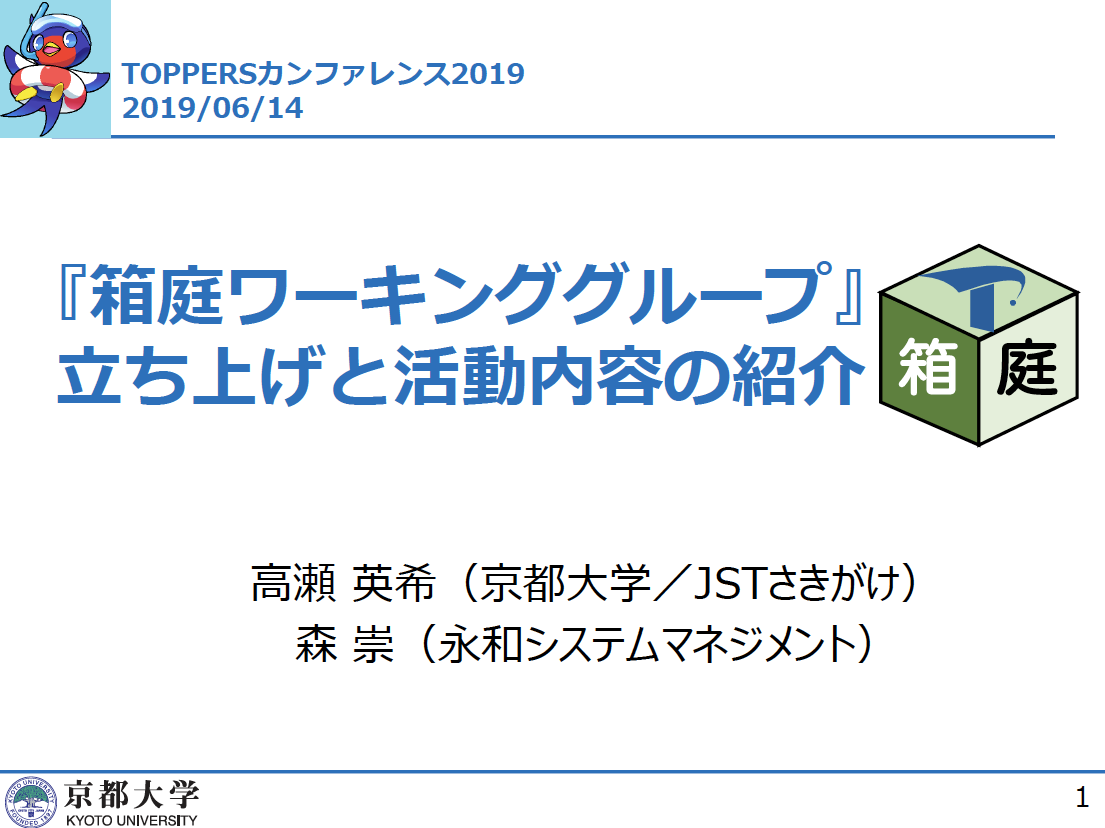 TOPPERSカンファレンス2019
2019/06/14
『箱庭ワーキンググループ』
立ち上げと活動内容の紹介
箱 庭
高瀬 英希（京都大学／JSTさきがけ）
森 崇（永和システムマネジメント）
京都大学
KYOTO UNIVERSITY
1